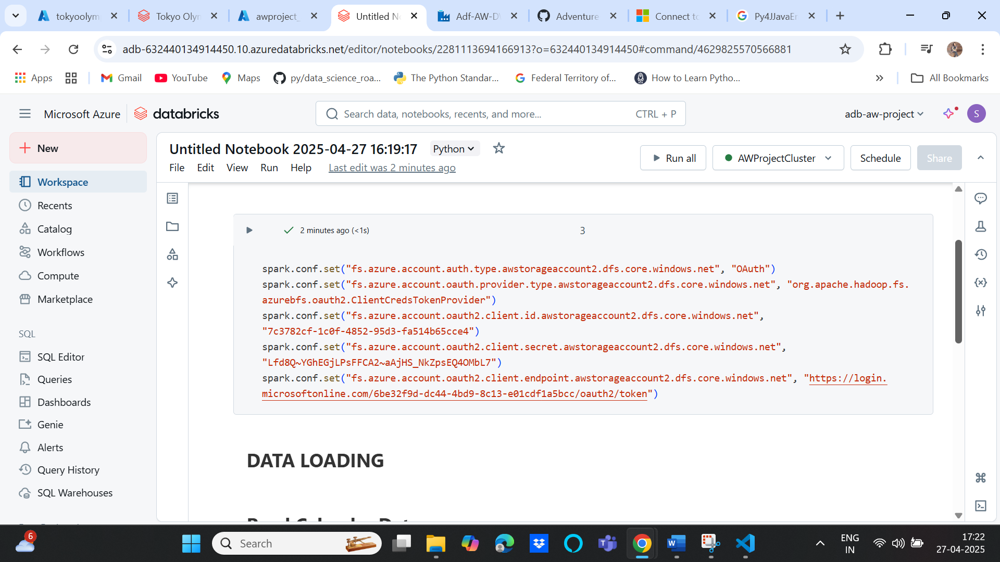 tokyoolym
Tokyo Olyn
awproject_
Untitled No
Adf-AW-DW
Adventure
Connect to
Py4JJavaEr
adb-632440134914450.10.azuredatabricks.net/editor/notebooks/2281113694166913?o=632440134914450#command/4629825570566881
Apps
Gmail
YouTube
Maps
py/data_science_roa...
The Python Standar...
Federal Territory of...
How to Learn Pytho...
All Bookmarks
Microsoft Azure
databricks
Search data, notebooks, recents, and more...
CTRL + P
adb-aw-project
S
New
Workspace
Recents
Catalog
Workflows
Compute
Marketplace
SQL
SQL Editor
Queries
Dashboards
Genie
Alerts
Query History
SQL Warehouses
Untitled Notebook 2025-04-27 16:19:17
Python
File Edit View Run Help Last edit was 2 minutes ago
Run all
AWProjectCluster
Schedule
Share
2 minutes ago (<1s)
3
spark.conf.set("fs.azure.account.auth.type.awstorageaccount2.dfs.core.windows.net", "OAuth")
spark.conf.set("fs.azure.account.oauth.provider.type.awstorageaccount2.dfs.core.windows.net", "org.apache.hadoop.fs.
azurebfs.oauth2.ClientCredsTokenProvider")
spark.conf.set("fs.azure.account.oauth2.client.id.awstorageaccount2.dfs.core.windows.net",
"7c3782cf-1c0f-4852-95d3-fa514b65cce4")
spark.conf.set("fs.azure.account.oauth2.client.secret.awstorageaccount2.dfs.core.windows.net",
"Lfd8Q~YGhEGjLPsFFCA2~aAjHS_NkZpsEQ4OMbL7")
spark.conf.set("fs.azure.account.oauth2.client.endpoint.awstorageaccount2.dfs.core.windows.net", "https://login.
microsoftonline.com/6be32f9d-dc44-4bd9-8c13-e01cdf1a5bcc/oauth2/token")
DATA LOADING
Read Calendar Data
6
Search
ENG
IN
17:22
27-04-2025